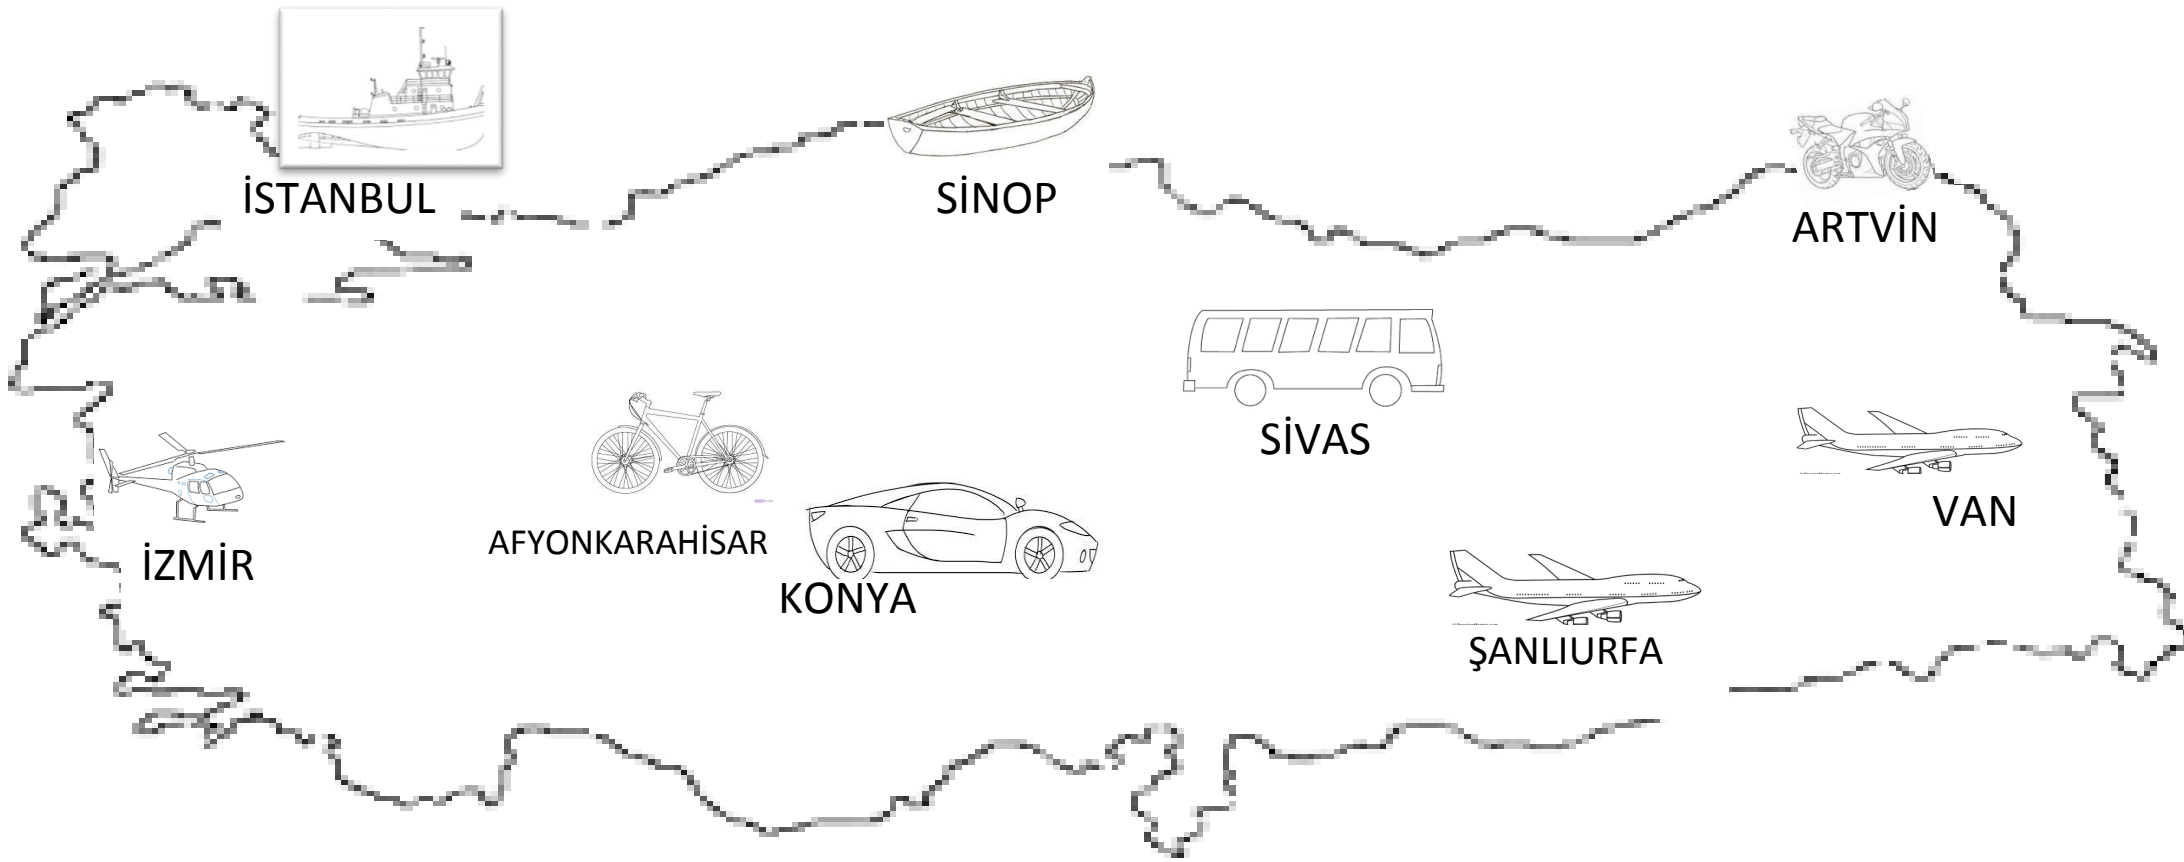 İSTANBUL
SİNOP
ARTVİN
SİVAS
VAN
AFYONKARAHİSAR
İZMİR
KONYA
ŞANLIURFA